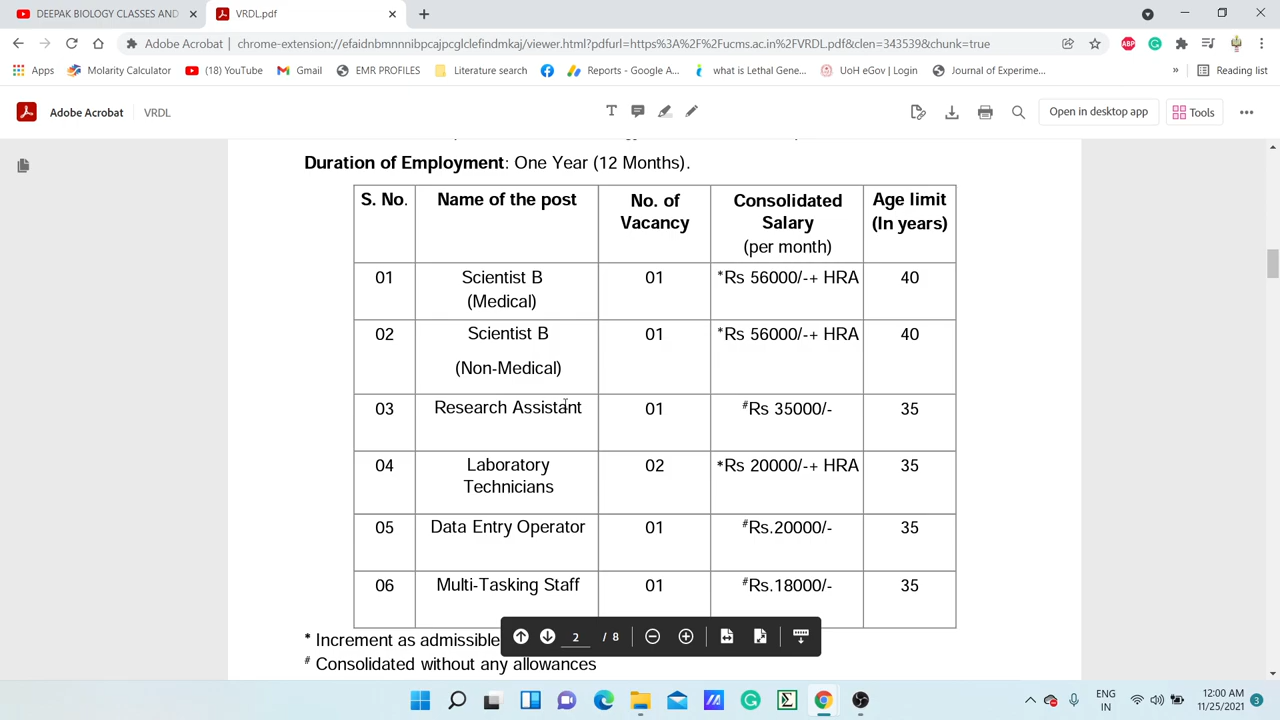 DEEPAK BIOLOGY CLASSES AND
VRDL.pdf
Adobe Acrobat | chrome-extension://efaidnbmnnnibpcajpcglclefindmkaj/viewer.html?pdfurl=https%3A%2F%2Fucms.ac.in%2FVRDL.pdf&clen=343539&chunk=true
Apps Molarity Calculator (18) YouTube Gmail EMR PROFILES Literature search Reports - Google A... what is Lethal Gene... UoH eGov | Login Journal of Experime... » Reading list
Adobe Acrobat VRDL Open in desktop app Tools
Duration of Employment: One Year (12 Months).
S. No. Name of the post No. of Vacancy Consolidated Salary (per month) Age limit (In years)
01 Scientist B (Medical) 01 *Rs 56000/-+ HRA 40
02 Scientist B (Non-Medical) 01 *Rs 56000/-+ HRA 40
03 Research Assistant 01 #Rs 35000/- 35
04 Laboratory Technicians 02 *Rs 20000/-+ HRA 35
05 Data Entry Operator 01 #Rs.20000/- 35
06 Multi-Tasking Staff 01 #Rs.18000/- 35
* Increment as admissible
# Consolidated without any allowances
2 / 8
ENG IN 12:00 AM 11/25/2021 3